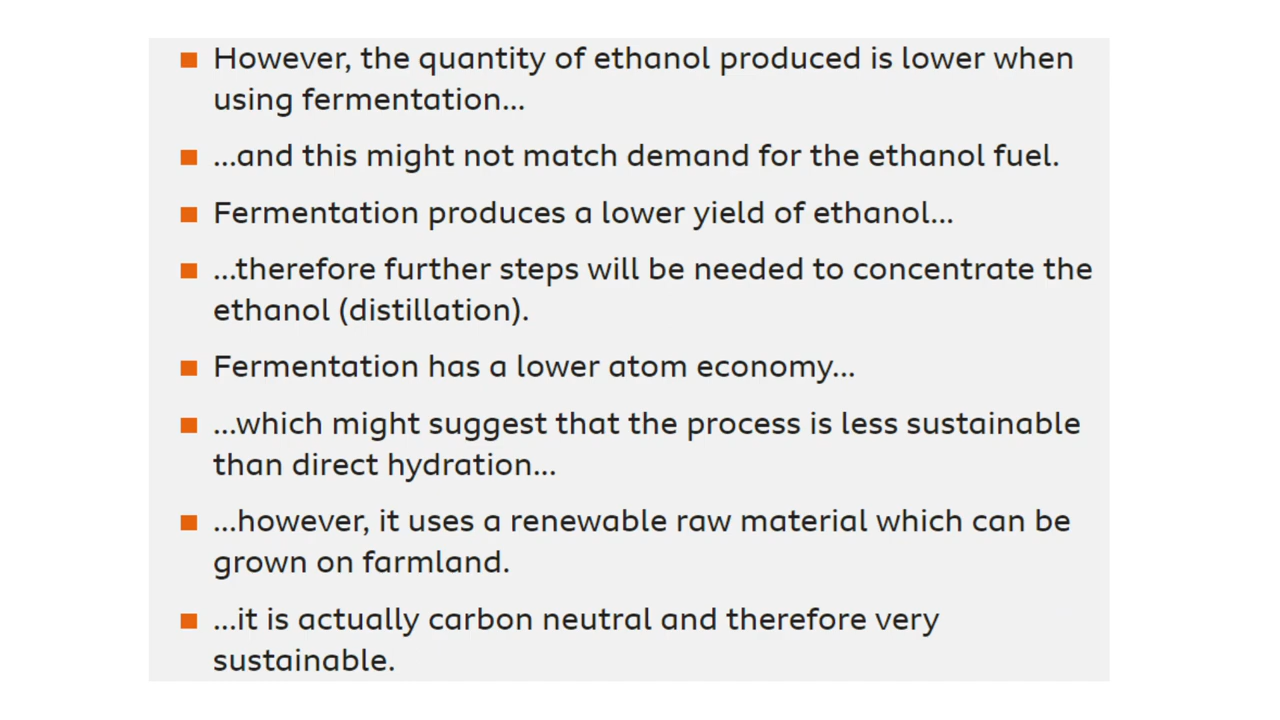 However, the quantity of ethanol produced is lower when
using fermentation...
...and this might not match demand for the ethanol fuel.
Fermentation produces a lower yield of ethanol...
...therefore further steps will be needed to concentrate the
ethanol (distillation).
Fermentation has a lower atom economy...
...which might suggest that the process is less sustainable
than direct hydration...
...however, it uses a renewable raw material which can be
grown on farmland.
...it is actually carbon neutral and therefore very
sustainable.